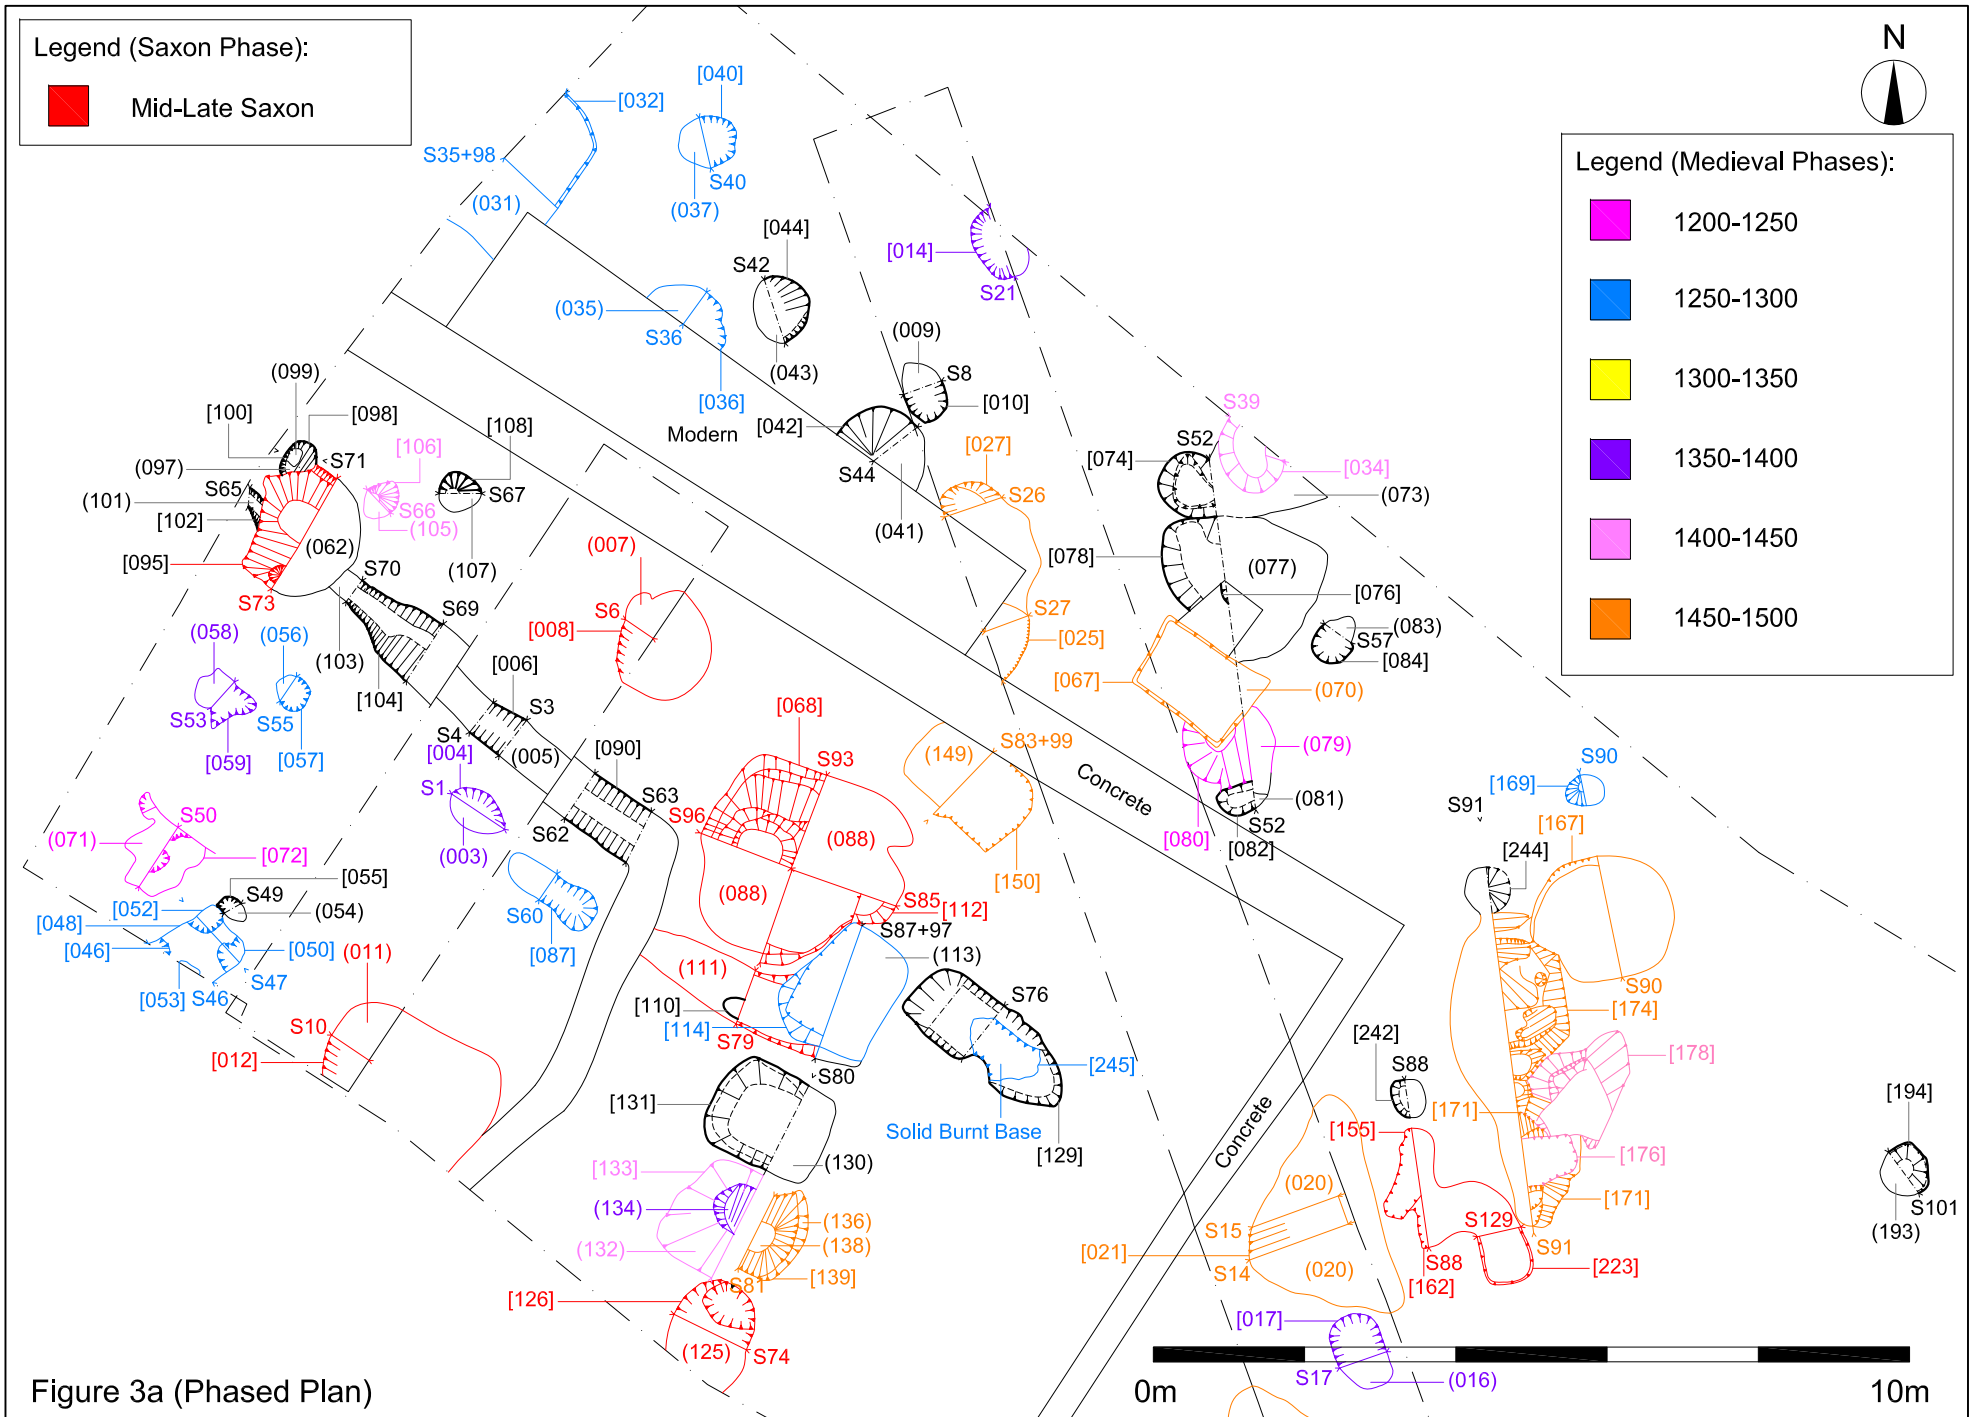 Legend (Saxon Phase):
Mid-Late Saxon
N
Legend (Medieval Phases):
1200-1250
1250-1300
1300-1350
1350-1400
1400-1450
1450-1500
[040]
[032]
S35+98
S40
(031)
(037)
[044]
[014]
S42
S21
(035)
S36
(009)
(043)
S8
[036]
[010]
Modern
[042]
S39
(099)
[100]
[098]
[106]
[108]
S44
[027]
S52
[034]
(097)
S71
[074]
S65
S67
S26
(073)
(101)
S66
(105)
[102]
(041)
(062)
(107)
(007)
[078]
(077)
[095]
S70
[076]
S73
S69
S6
S27
(083)
[008]
[025]
S57
(058)
(056)
(103)
[084]
[006]
[104]
[067]
(070)
S53
S55
S3
[068]
S4
[004]
(005)
[090]
S83+99
(079)
[059]
[057]
S93
(149)
S90
S1
S63
Concrete
[169]
(081)
S91
S50
S62
S96
S52
(071)
(003)
(088)
[080]
[082]
[167]
[072]
[244]
[055]
[150]
S49
(088)
[052]
(054)
S60
S85
[112]
[048]
[087]
S87+97
[046]
[050]
(011)
(113)
(111)
S47
S90
[053]
S46
[110]
S76
[174]
S10
[114]
S79
[012]
[242]
[178]
[245]
S88
S80
[131]
[171]
[194]
Solid Burnt Base
[155]
Concrete
[133]
(130)
[129]
[176]
(020)
[171]
(134)
(136)
S129
S101
(132)
(138)
S15
(193)
[021]
S91
S81
[139]
S14
(020)
S88
[223]
[162]
[126]
[017]
(125)
S74
S17
(016)
Figure 3a (Phased Plan)
0m
10m